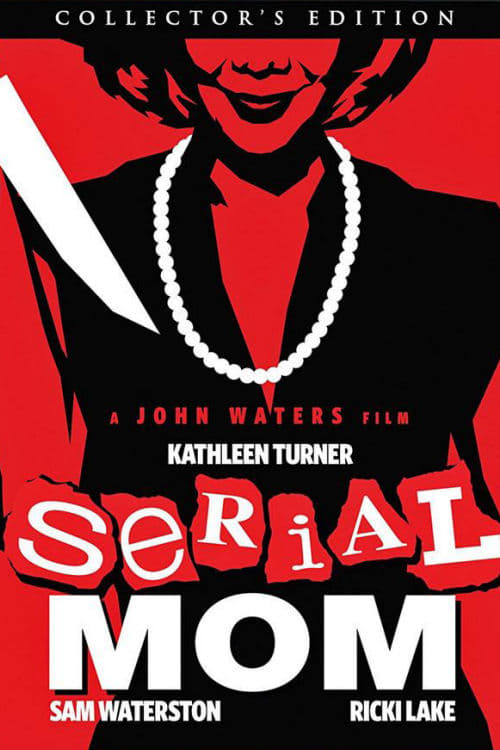 COLLECTOR'S EDITION
A JOHN WATERS FILM
KATHLEEN TURNER
SeRiAL
MOM
SAM WATERSTON RICKI LAKE